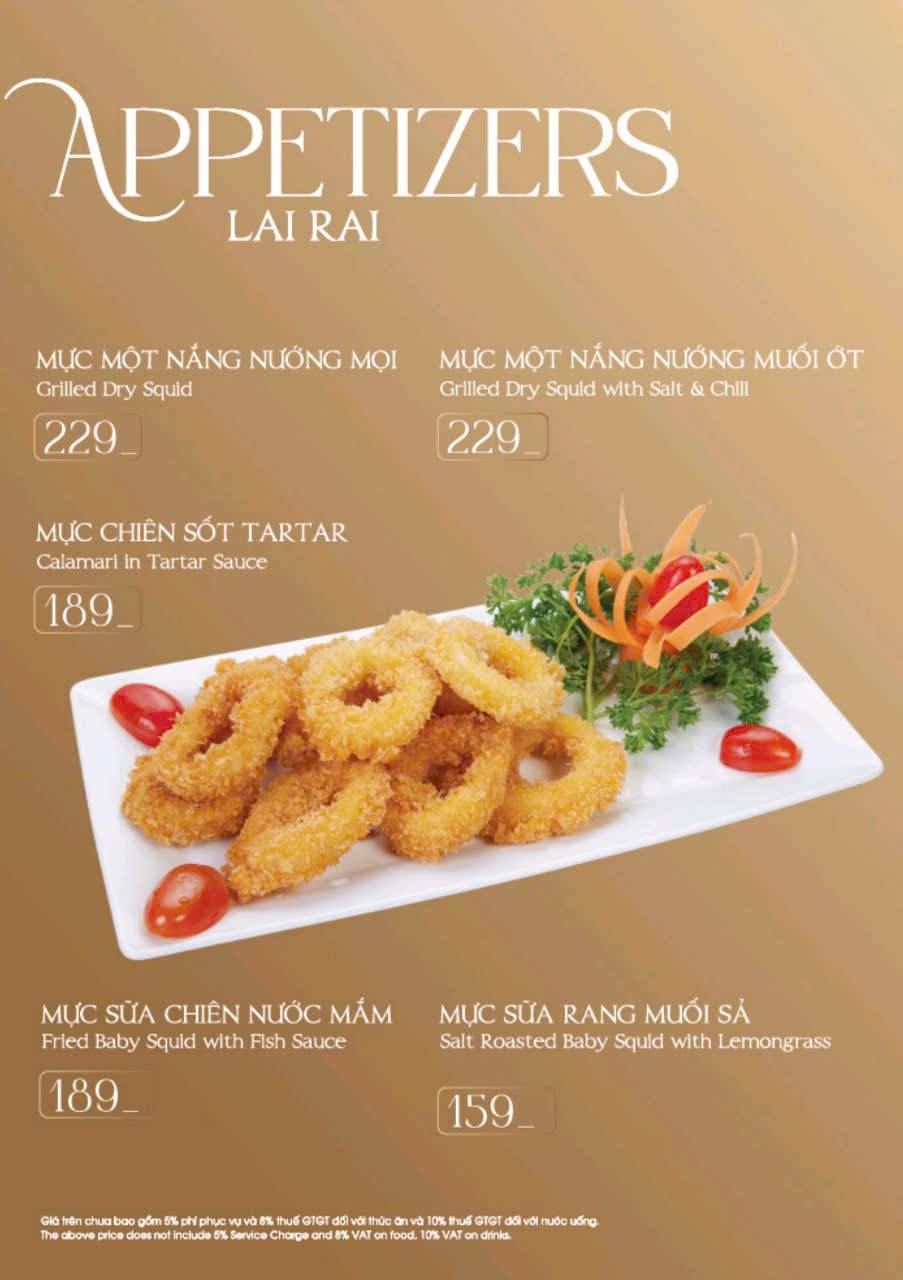 APPETIZERS
LAI RAI
MỰC MỘT NẮNG NƯỚNG MỌI
Grilled Dry Squid
229_
MỰC MỘT NẮNG NƯỚNG MUỐI ỚT
Grilled Dry Squid with Salt & Chili
229_
MỰC CHIÊN SỐT TARTAR
Calamari in Tartar Sauce
189_
MỰC SỮA CHIÊN NƯỚC MẮM
Fried Baby Squid with Fish Sauce
189_
MỰC SỮA RANG MUỐI SẢ
Salt Roasted Baby Squid with Lemongrass
159_
Giá trên chưa bao gồm 5% phí phục vụ và 8% thuế GTGT đối với thức ăn và 10% thuế GTGT đối với nước uống.
The above price does not include 5% Service Charge and 8% VAT on food, 10% VAT on drinks.